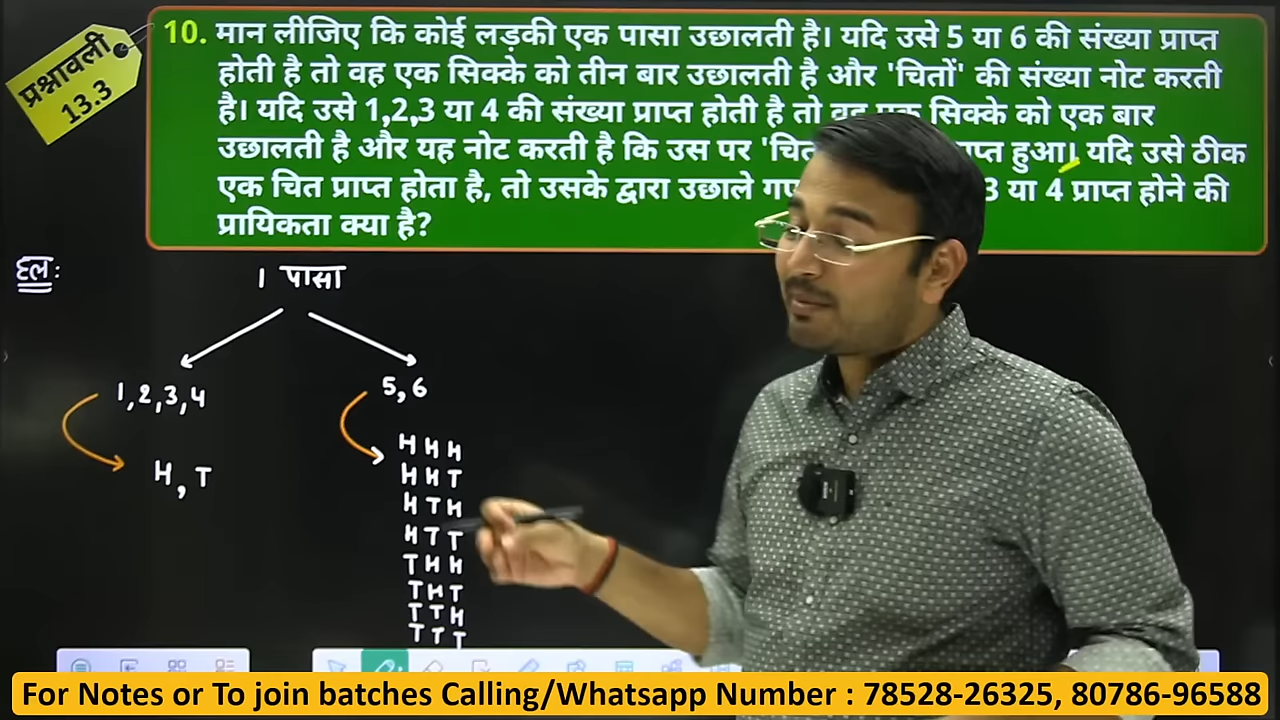 प्रश्नावली
13.3
10. मान लीजिए कि कोई लड़की एक पासा उछालती है। यदि उसे 5 या 6 की संख्या प्राप्त
होती है तो वह एक सिक्के को तीन बार उछालती है और 'चितों' की संख्या नोट करती
है। यदि उसे 1,2,3 या 4 की संख्या प्राप्त होती है तो सिक्के को एक बार
उछालती है और यह नोट करती है कि उस पर हुआ। यदि उसे ठीक
एक चित प्राप्त होता है, तो उसके द्वारा उछाले 3 या 4 प्राप्त होने की
प्रायिकता क्या है?
हल:
1 पासा
1,2,3,4
5,6
H, T
H H H
H H T
H T H
H T T
T H H
T H T
T T H
T T T
For Notes or To join batches Calling/Whatsapp Number : 78528-26325, 80786-96588